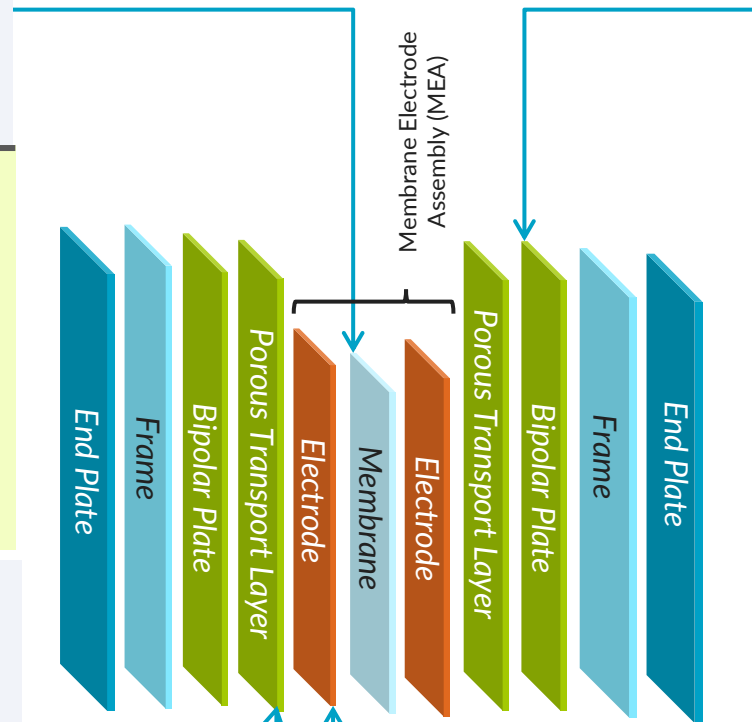 Membrane Electrode
Assembly (MEA)
End Plate
Frame
Bipolar Plate
Porous Transport Layer
Electrode
Membrane
Electrode
Porous Transport Layer
Bipolar Plate
Frame
End Plate